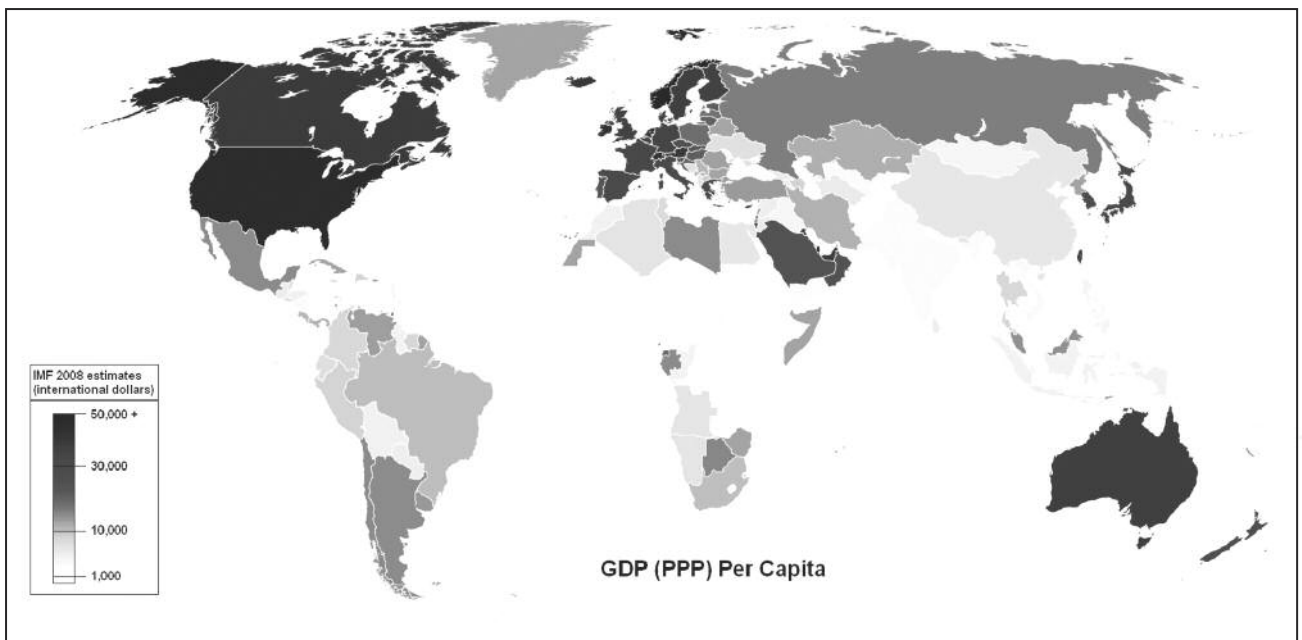 IMF 2008 estimates
(international dollars)
50,000 +
30,000
10,000
1,000
GDP (PPP) Per Capita